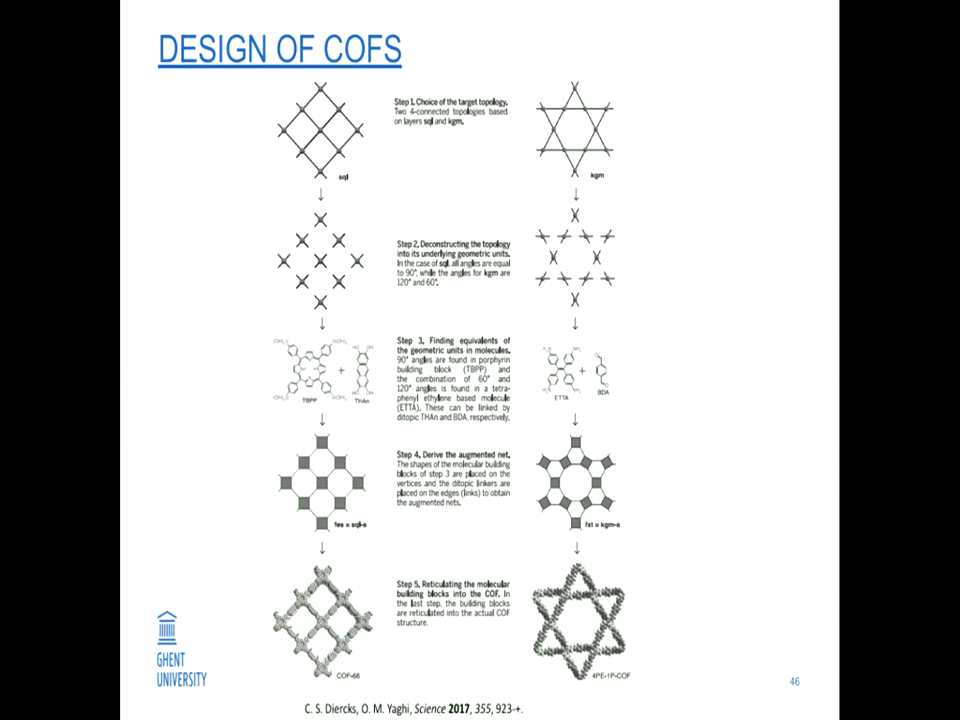 DESIGN OF COFS
Step 1. Choice of the target topology.
Two 4-connected topologies based
on layers sql and kgm.
sql
kgm
Step 2. Deconstructing the topology
into its underlying geometric units.
In the case of sql, all angles are equal
to 90°, while the angles for kgm are
120° and 60°.
Step 3. Finding equivalents of
the geometric units in molecules.
90° angles are found in porphyrin
building block (TBPP) and
the combination of 60° and
120° angles is found in a tetra-
phenyl ethylene based molecule
(ETTA). These can be linked by
ditopic THAn and BDA, respectively.
TBPP
+
THAn
ETTA
+
BDA
Step 4. Derive the augmented net.
The shapes of the molecular building
blocks of step 3 are placed on the
vertices and the ditopic linkers are
placed on the edges (links) to obtain
the augmented nets.
fes = sql-a
fxt = kgm-a
Step 5. Reticulating the molecular
building blocks into the COF. In
the last step, the building blocks
are reticulated into the actual COF
structure.
COF-66
4PE-1P-COF
GHENT
UNIVERSITY
46
C. S. Diercks, O. M. Yaghi, Science 2017, 355, 923-+.